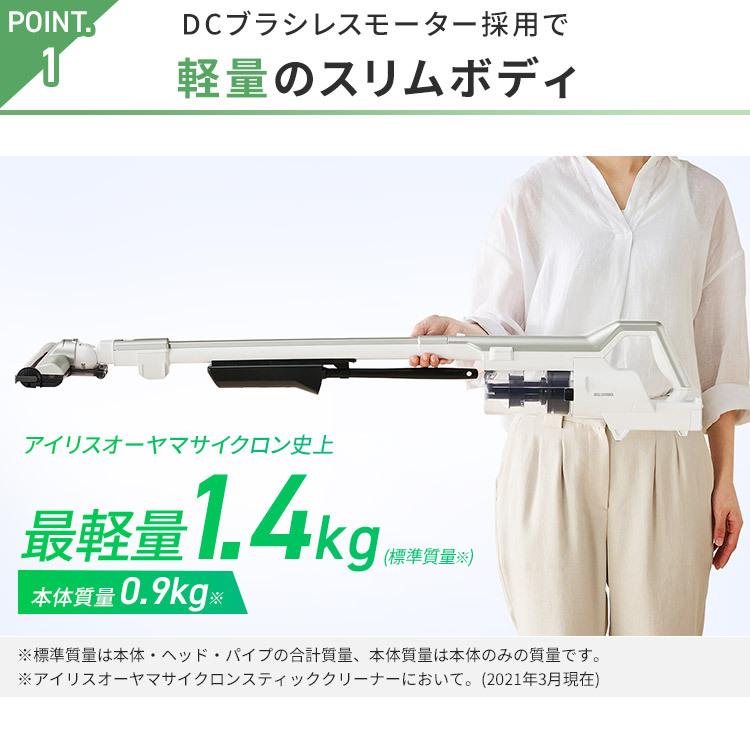 POINT.
1
DCブラシレスモーター採用で
軽量のスリムボディ
アイリスオーヤマサイクロン史上
最軽量1.4kg(標準質量※)
本体質量0.9kg※
※標準質量は本体・ヘッド・パイプの合計質量、本体質量は本体のみの質量です。
※アイリスオーヤマサイクロンスティッククリーナーにおいて。(2021年3月現在)